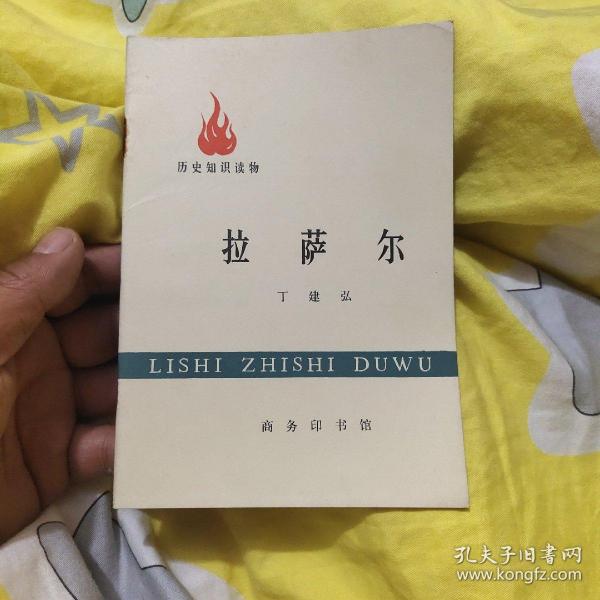 历史知识读物
拉萨尔
丁建弘
LISHI ZHISHI DUWU
商务印书馆
孔夫子旧书网
www.kongfz.com